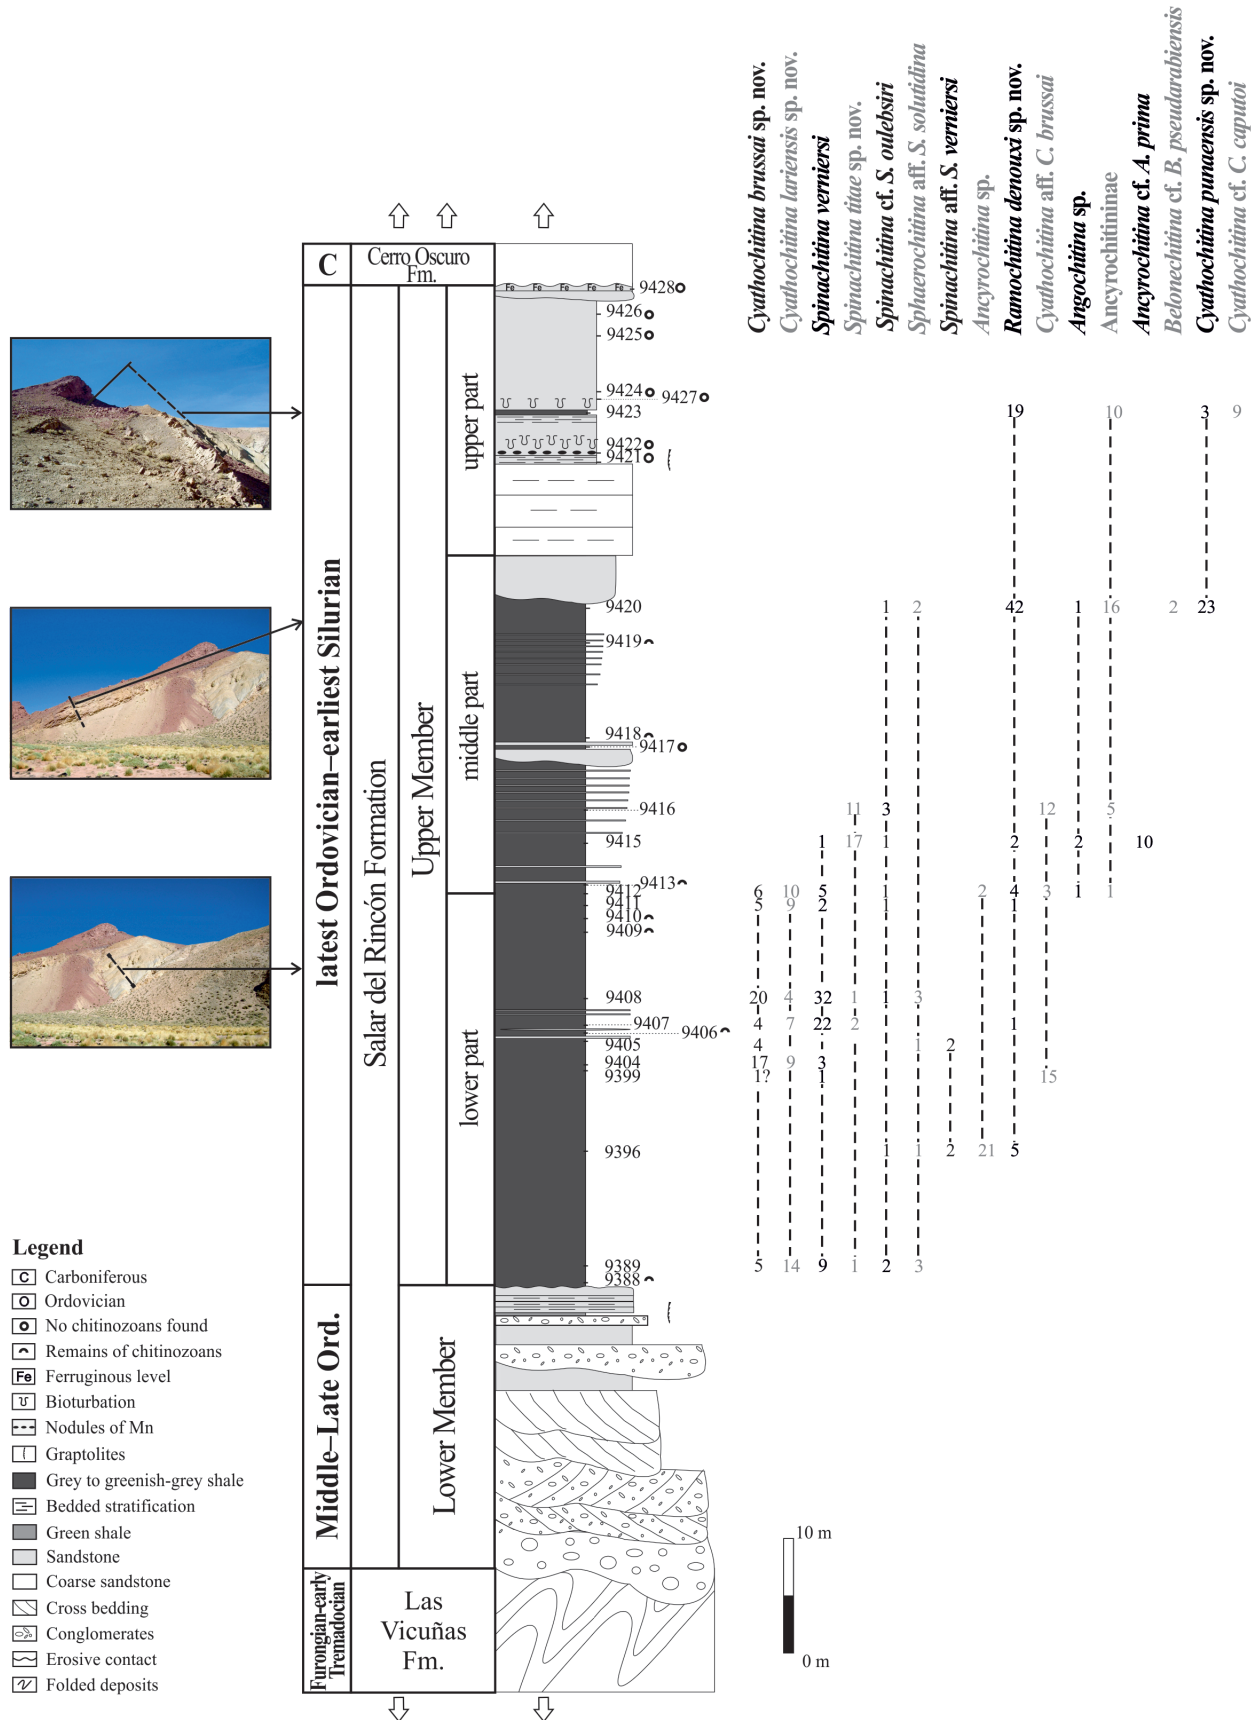 Cyathochitina brussai sp. nov.
Cyathochitina lariensis sp. nov.
Spinachitina verniersi
Spinachitina titae sp. nov.
Spinachitina cf. S. oulebsiri
Sphaerochitina aff. S. solutidina
Spinachitina aff. S. verniersi
Ancyrochitina sp.
Ramochitina denouxi sp. nov.
Cyathochitina aff. C. brussai
Angochitina sp.
Ancyrochitininae
Ancyrochitina cf. A. prima
Belonechitina cf. B. pseudarabiensis
Cyathochitina punaensis sp. nov.
Cyathochitina cf. C. caputoi
C
Cerro Oscuro
Fm.
Fe Fe Fe Fe Fe
9428
9426
9425
9424
9427
9423 19 10 3 9
9422
9421
upper part
latest Ordovician–earliest Silurian
Salar del Rincón Formation
Upper Member
middle part
9420 1 2 42 1 16 2 23
9419
9418
9417
9416 11 3 12 5
9415 1 17 1 2 2 10
9413
9412 6 10 5 1 2 4 3 1 1
9411 5 9 2 1 1
9410
9409
lower part
9408 20 4 32 1 1 3
9407 4 7 22 2 1
9406
9405 4 1 2
9404 17 9 3
9399 1? 1 15
9396 1 1 2 21 5
9389 5 14 9 1 2 3
9388
Middle–Late Ord.
Lower Member
Furongian-early
Tremadocian
Las
Vicuñas
Fm.
10 m
0 m
Legend
C Carboniferous
O Ordovician
No chitinozoans found
Remains of chitinozoans
Fe Ferruginous level
Bioturbation
Nodules of Mn
Graptolites
Grey to greenish-grey shale
Bedded stratification
Green shale
Sandstone
Coarse sandstone
Cross bedding
Conglomerates
Erosive contact
Folded deposits